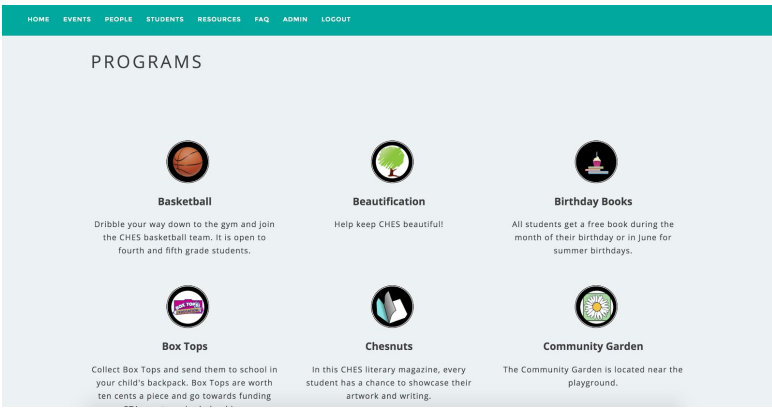 HOME EVENTS PEOPLE STUDENTS RESOURCES FAQ ADMIN LOGOUT
PROGRAMS
Basketball
Dribble your way down to the gym and join
the CHES basketball team. It is open to
fourth and fifth grade students.
Beautification
Help keep CHES beautiful!
Birthday Books
All students get a free book during the
month of their birthday or in June for
summer birthdays.
BOX TOPS
Box Tops
Collect Box Tops and send them to school in
your child's backpack. Box Tops are worth
ten cents a piece and go towards funding
Chesnuts
In this CHES literary magazine, every
student has a chance to showcase their
artwork and writing.
Community Garden
The Community Garden is located near the
playground.